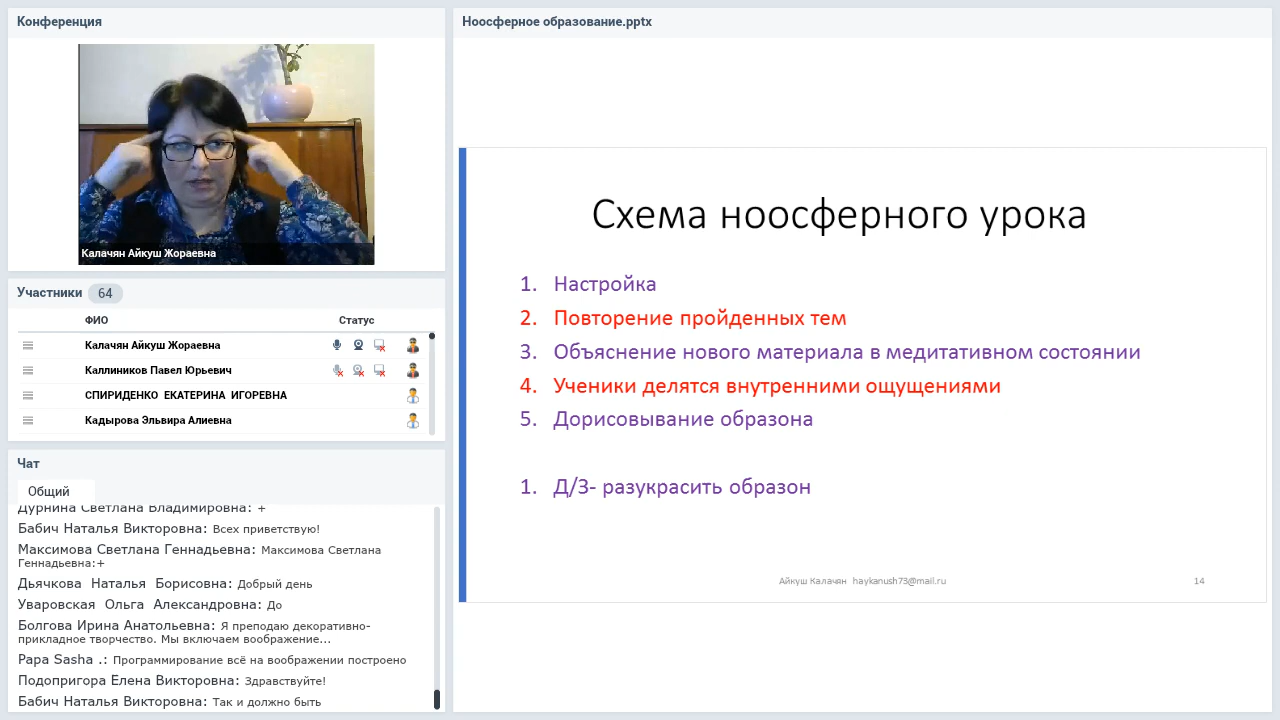 Конференция
Калачян Айкуш Жораевна
Участники 64
ФИО Статус
Калачян Айкуш Жораевна
Каллиников Павел Юрьевич
СПИРИДЕНКО ЕКАТЕРИНА ИГОРЕВНА
Кадырова Эльвира Алиевна
Чат
Общий
Дурнина Светлана Владимировна: +
Бабич Наталья Викторовна: Всех приветствую!
Максимова Светлана Геннадьевна: Максимова Светлана
Геннадьевна:+
Дьячкова Наталья Борисовна: Добрый день
Уваровская Ольга Александровна: До
Болгова Ирина Анатольевна: Я преподаю декоративно-
прикладное творчество. Мы включаем воображение...
Papa Sasha .: Программирование всё на воображении построено
Подопригора Елена Викторовна: Здравствуйте!
Бабич Наталья Викторовна: Так и должно быть
Ноосферное образование.pptx
Схема ноосферного урока
1. Настройка
2. Повторение пройденных тем
3. Объяснение нового материала в медитативном состоянии
4. Ученики делятся внутренними ощущениями
5. Дорисовывание образона
1. Д/З- разукрасить образон
Айкуш Калачян haykanush73@mail.ru
14